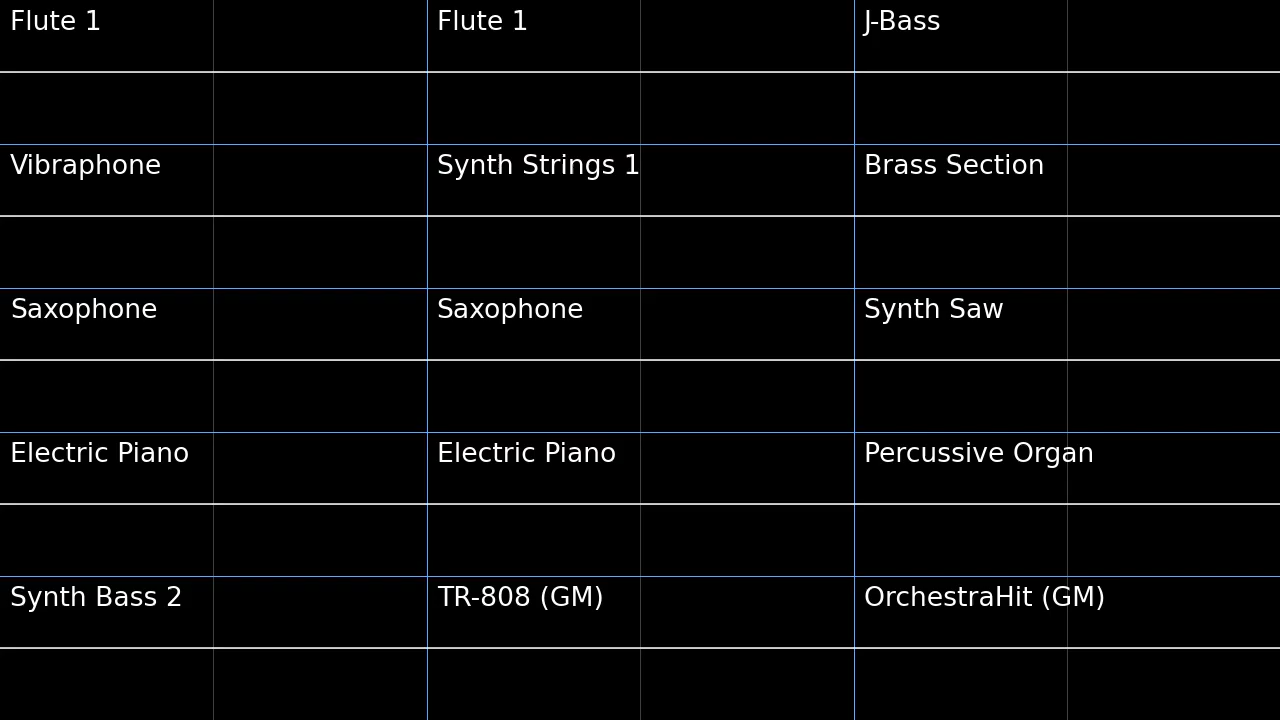 Flute 1
Flute 1
J-Bass
Vibraphone
Synth Strings 1
Brass Section
Saxophone
Saxophone
Synth Saw
Electric Piano
Electric Piano
Percussive Organ
Synth Bass 2
TR-808 (GM)
OrchestraHit (GM)